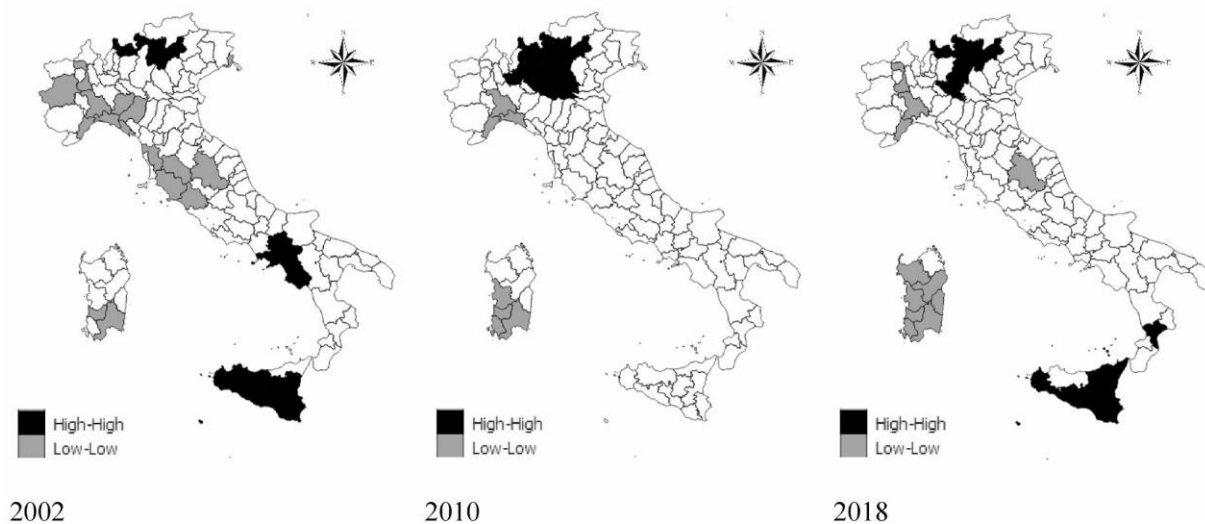 N
W E
S
N
W E
S
N
W E
S
High-High
Low-Low
High-High
Low-Low
High-High
Low-Low
2002
2010
2018